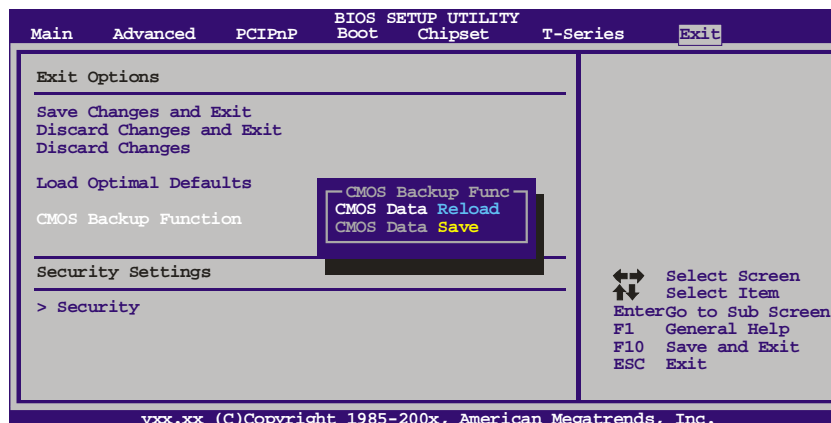 BIOS SETUP UTILITY
Main Advanced PCIPnP Boot Chipset T-Series Exit
Exit Options
Save Changes and Exit
Discard Changes and Exit
Discard Changes
Load Optimal Defaults
CMOS Backup Function
CMOS Backup Func
CMOS Data Reload
CMOS Data Save
Security Settings
> Security
Select Screen
Select Item
EnterGo to Sub Screen
F1 General Help
F10 Save and Exit
ESC Exit
vxx.xx (C)Copyright 1985-200x, American Megatrends, Inc.